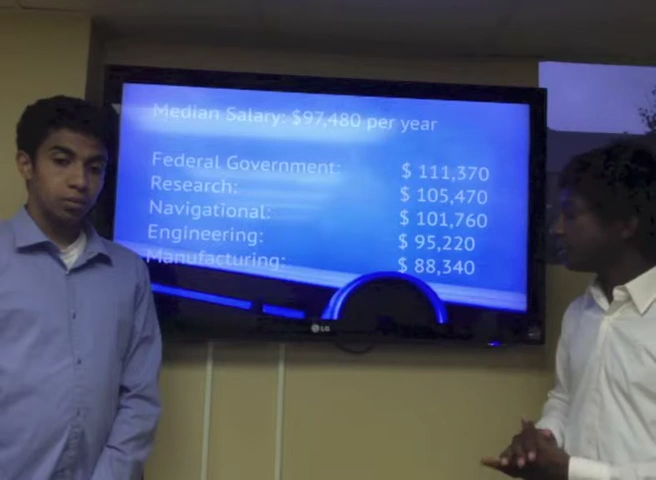 Median Salary: $97,480 per year
Federal Government: $ 111,370
Research: $ 105,470
Navigational: $ 101,760
Engineering: $ 95,220
Manufacturing: $ 88,340
LG